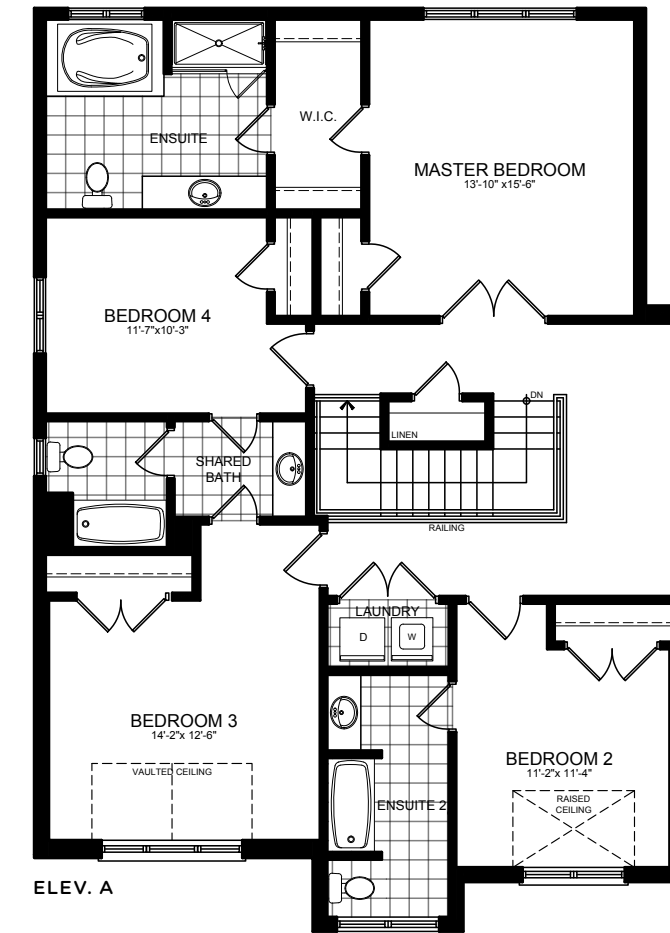 ENSUITE
W.I.C.
MASTER BEDROOM
13'-10" x15'-6"
BEDROOM 4
11'-7"x10'-3"
DN
LINEN
SHARED
BATH
RAILING
LAUNDRY
D
W
BEDROOM 3
14'-2"x 12'-6"
VAULTED CEILING
BEDROOM 2
11'-2"x 11'-4"
RAISED
CEILING
ENSUITE 2
ELEV. A